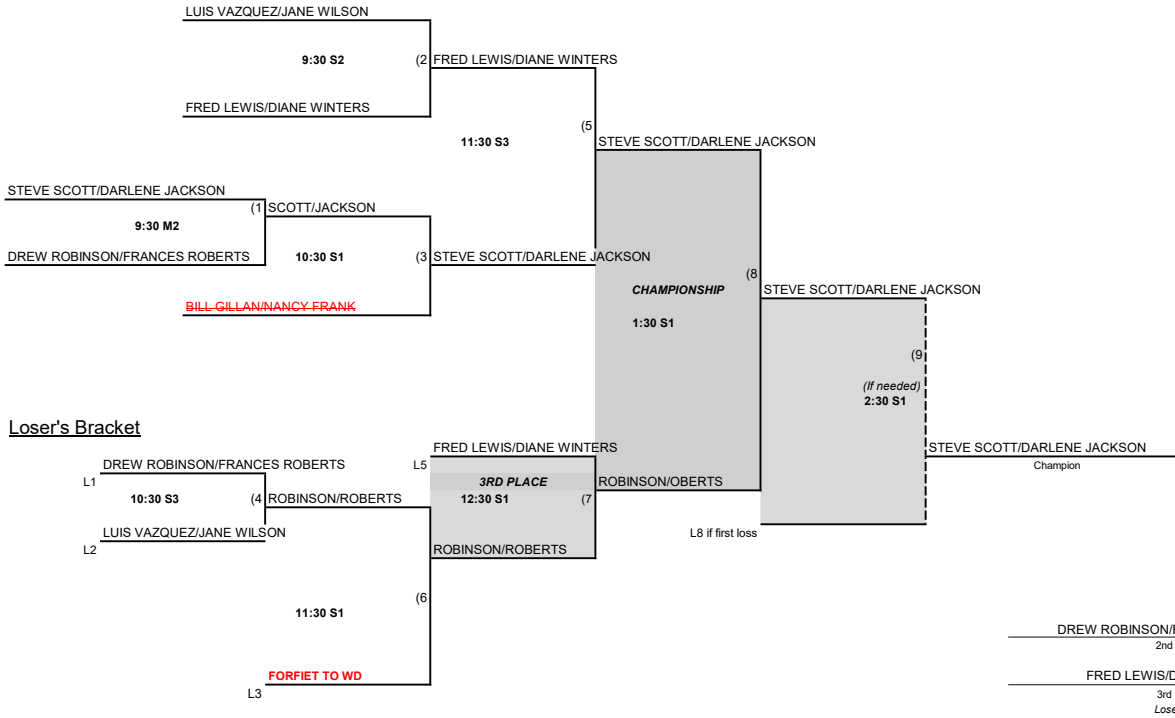 LUIS VAZQUEZ/JANE WILSON
9:30 S2
(2 FRED LEWIS/DIANE WINTERS
FRED LEWIS/DIANE WINTERS
(5
11:30 S3
STEVE SCOTT/DARLENE JACKSON
STEVE SCOTT/DARLENE JACKSON
(1 SCOTT/JACKSON
9:30 M2
DREW ROBINSON/FRANCES ROBERTS
10:30 S1
(3 STEVE SCOTT/DARLENE JACKSON
(8
CHAMPIONSHIP
STEVE SCOTT/DARLENE JACKSON
BILL GILLAN/NANCY FRANK
1:30 S1
(9
(If needed)
2:30 S1
Loser's Bracket
FRED LEWIS/DIANE WINTERS
STEVE SCOTT/DARLENE JACKSON
Champion
DREW ROBINSON/FRANCES ROBERTS
L5
L1
3RD PLACE
ROBINSON/OBERTS
10:30 S3
(4 ROBINSON/ROBERTS
12:30 S1
(7
LUIS VAZQUEZ/JANE WILSON
L8 if first loss
L2
ROBINSON/ROBERTS
(6
11:30 S1
DREW ROBINSON/
2nd
FORFIET TO WD
FRED LEWIS/D
L3
3rd
Lose